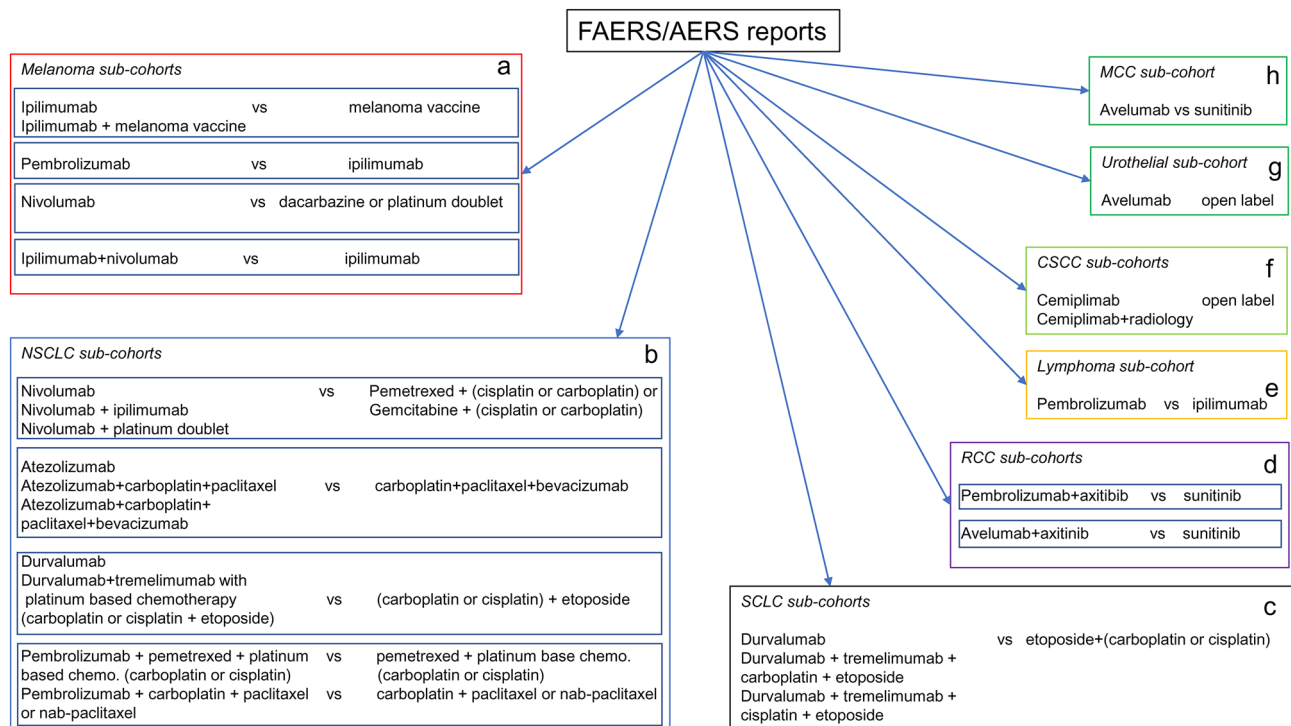 FAERS/AERS reports
Melanoma sub-cohorts a
Ipilimumab vs melanoma vaccine
Ipilimumab + melanoma vaccine
Pembrolizumab vs ipilimumab
Nivolumab vs dacarbazine or platinum doublet
Ipilimumab+nivolumab vs ipilimumab
NSCLC sub-cohorts b
Nivolumab vs Pemetrexed + (cisplatin or carboplatin) or
Nivolumab + ipilimumab Gemcitabine + (cisplatin or carboplatin)
Nivolumab + platinum doublet
Atezolizumab
Atezolizumab+carboplatin+paclitaxel vs carboplatin+paclitaxel+bevacizumab
Atezolizumab+carboplatin+
paclitaxel+bevacizumab
Durvalumab
Durvalumab+tremelimumab with
platinum based chemotherapy vs (carboplatin or cisplatin) + etoposide
(carboplatin or cisplatin + etoposide)
Pembrolizumab + pemetrexed + platinum vs pemetrexed + platinum base chemo.
based chemo. (carboplatin or cisplatin) (carboplatin or cisplatin)
Pembrolizumab + carboplatin + paclitaxel vs carboplatin + paclitaxel or nab-paclitaxel
or nab-paclitaxel
MCC sub-cohort h
Avelumab vs sunitinib
Urothelial sub-cohort g
Avelumab open label
CSCC sub-cohorts f
Cemiplimab open label
Cemiplimab+radiology
Lymphoma sub-cohort e
Pembrolizumab vs ipilimumab
RCC sub-cohorts d
Pembrolizumab+axitibib vs sunitinib
Avelumab+axitinib vs sunitinib
SCLC sub-cohorts c
Durvalumab vs etoposide+(carboplatin or cisplatin)
Durvalumab + tremelimumab +
carboplatin + etoposide
Durvalumab + tremelimumab +
cisplatin + etoposide